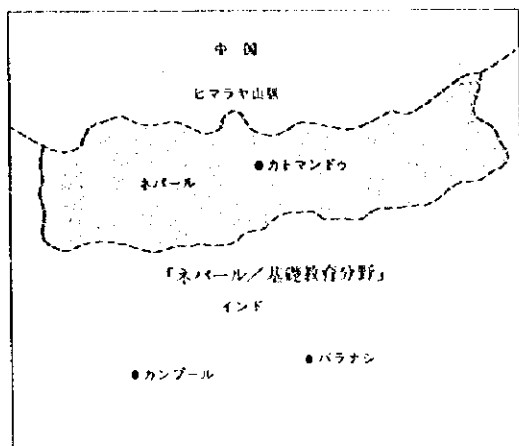 中国
ヒマラヤ山脈
●カトマンドゥ
ネパール
「ネパール／基礎教育分野」
インド
●バラナシ
●カンプール